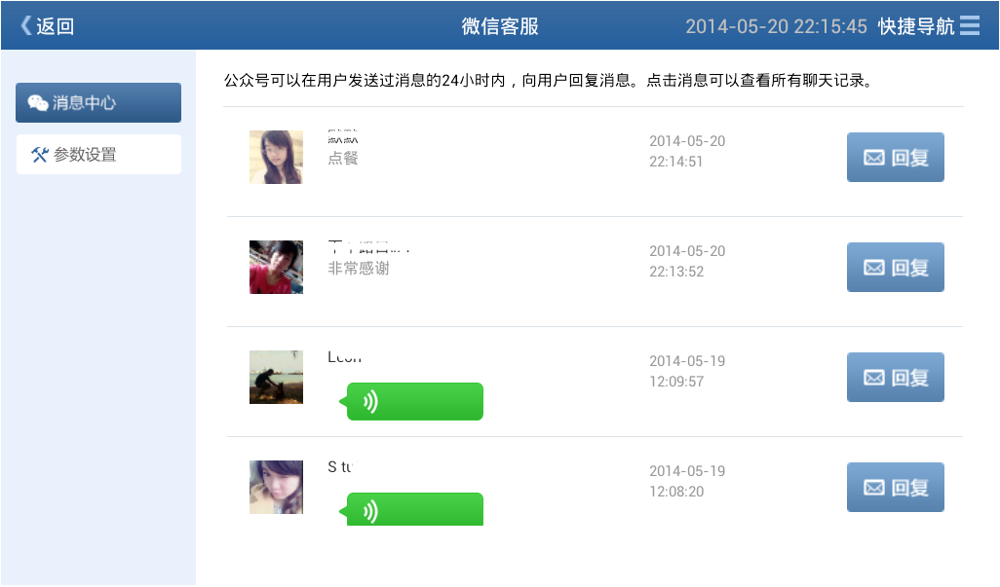 返回
微信客服
2014-05-20 22:15:45
快捷导航
消息中心
参数设置
公众号可以在用户发送过消息的24小时内，向用户回复消息。点击消息可以查看所有聊天记录。
点餐
2014-05-20
22:14:51
回复
非常感谢
2014-05-20
22:13:52
回复
2014-05-19
12:09:57
回复
2014-05-19
12:08:20
回复